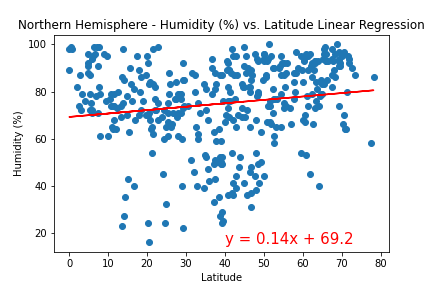 Northern Hemisphere - Humidity (%) vs. Latitude Linear Regression
100
80
60
40
20
Humidity (%)
y = 0.14x + 69.2
0 10 20 30 40 50 60 70 80
Latitude